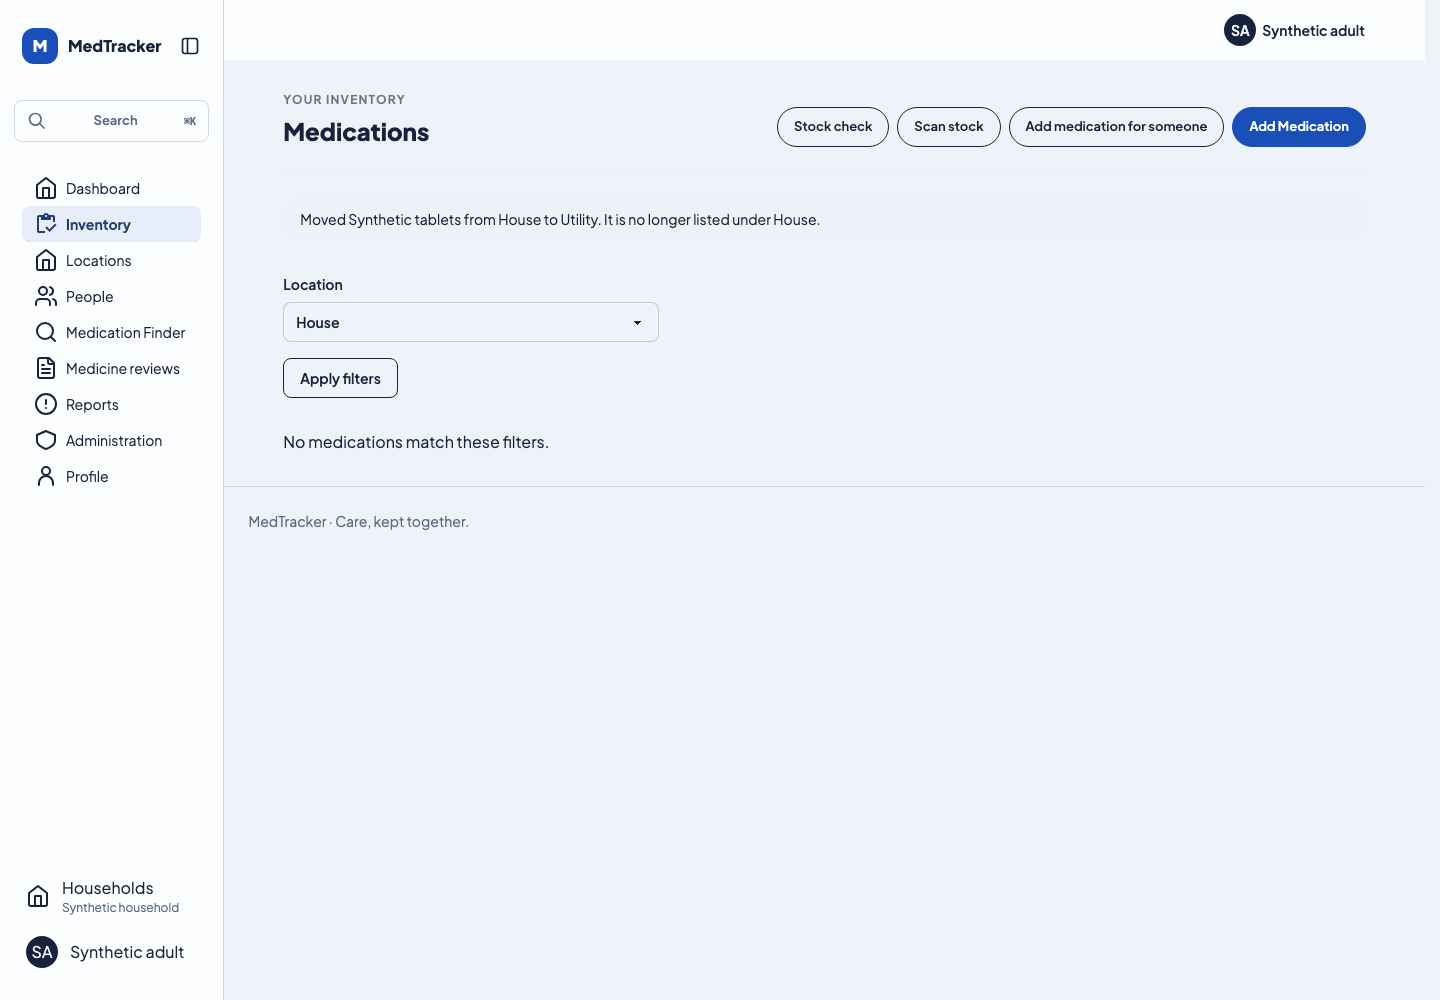 M MedTracker
Search ⌘K
Dashboard
Inventory
Locations
People
Medication Finder
Medicine reviews
Reports
Administration
Profile
Households
Synthetic household
SA Synthetic adult
SA Synthetic adult
YOUR INVENTORY
Medications
Stock check Scan stock Add medication for someone Add Medication
Moved Synthetic tablets from House to Utility. It is no longer listed under House.
Location
House
Apply filters
No medications match these filters.
MedTracker · Care, kept together.